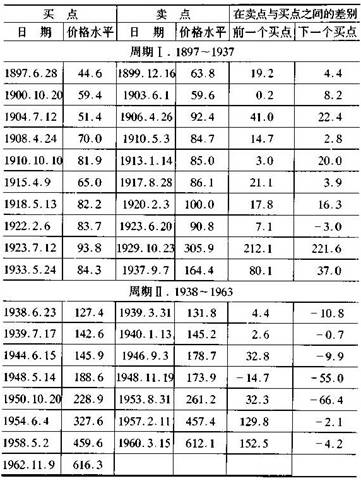 买 点 卖 点 在卖点与买点之间的差别
日 期 价格水平 日 期 价格水平 前一个买点 下一个买点
周期Ⅰ. 1897~1937
1897.6.28 44.6 1899.12.16 63.8 19.2 4.4
1900.10.20 59.4 1903.6.1 59.6 0.2 8.2
1904.7.12 51.4 1906.4.26 92.4 41.0 22.4
1908.4.24 70.0 1910.5.3 84.7 14.7 2.8
1910.10.10 81.9 1913.1.14 85.0 3.0 20.0
1915.4.9 65.0 1917.8.28 86.1 21.1 3.9
1918.5.13 82.2 1920.2.3 100.0 17.8 16.3
1922.2.6 83.7 1923.6.20 90.8 7.1 -3.0
1923.7.12 93.8 1929.10.23 305.9 212.1 221.6
1933.5.24 84.3 1937.9.7 164.4 80.1 37.0
周期Ⅱ. 1938~1963
1938.6.23 127.4 1939.3.31 131.8 4.4 -10.8
1939.7.17 142.6 1940.1.13 145.2 2.6 -0.7
1944.6.15 145.9 1946.9.3 178.7 32.8 -9.9
1948.5.14 188.6 1948.11.19 173.9 -14.7 -55.0
1950.10.20 228.9 1953.8.31 261.2 32.3 -66.4
1954.6.4 327.6 1957.2.11 457.4 129.8 -2.1
1958.5.2 459.6 1960.3.15 612.1 152.5 -4.2
1962.11.9 616.3